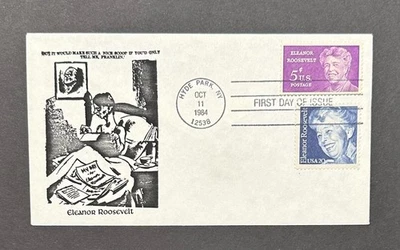 "BUT IT WOULD MAKE SUCH A NICE SCOOP IF YOU'D ONLY
TELL ME, FRANKLIN."
Eleanor Roosevelt
HYDE PARK, NY
OCT
11
1984
12538
FIRST DAY OF ISSUE
ELEANOR
ROOSEVELT
5¢ U.S.
POSTAGE
Eleanor Roosevelt
USA 20c